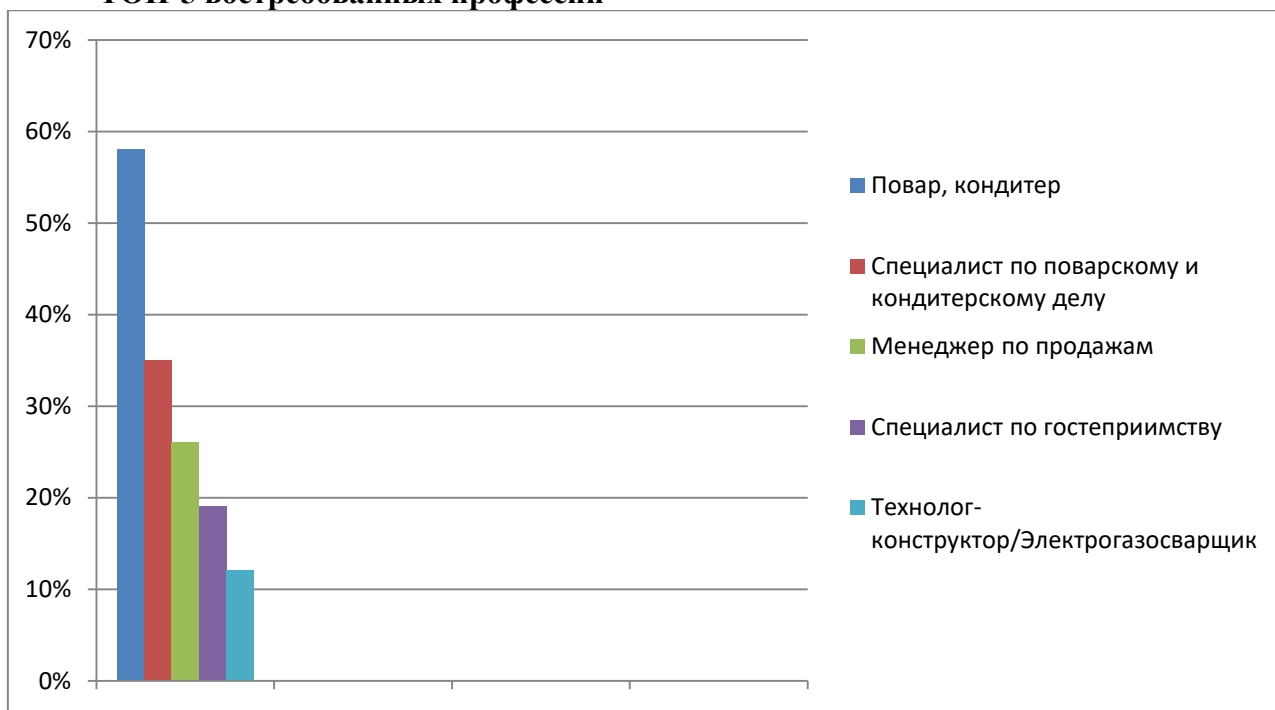 ТОП-5 востребованных профессий
70%
60%
50%
40%
30%
20%
10%
0%
Повар, кондитер
Специалист по поварскому и
кондитерскому делу
Менеджер по продажам
Специалист по гостеприимству
Технолог-
конструктор/Электрогазосварщик